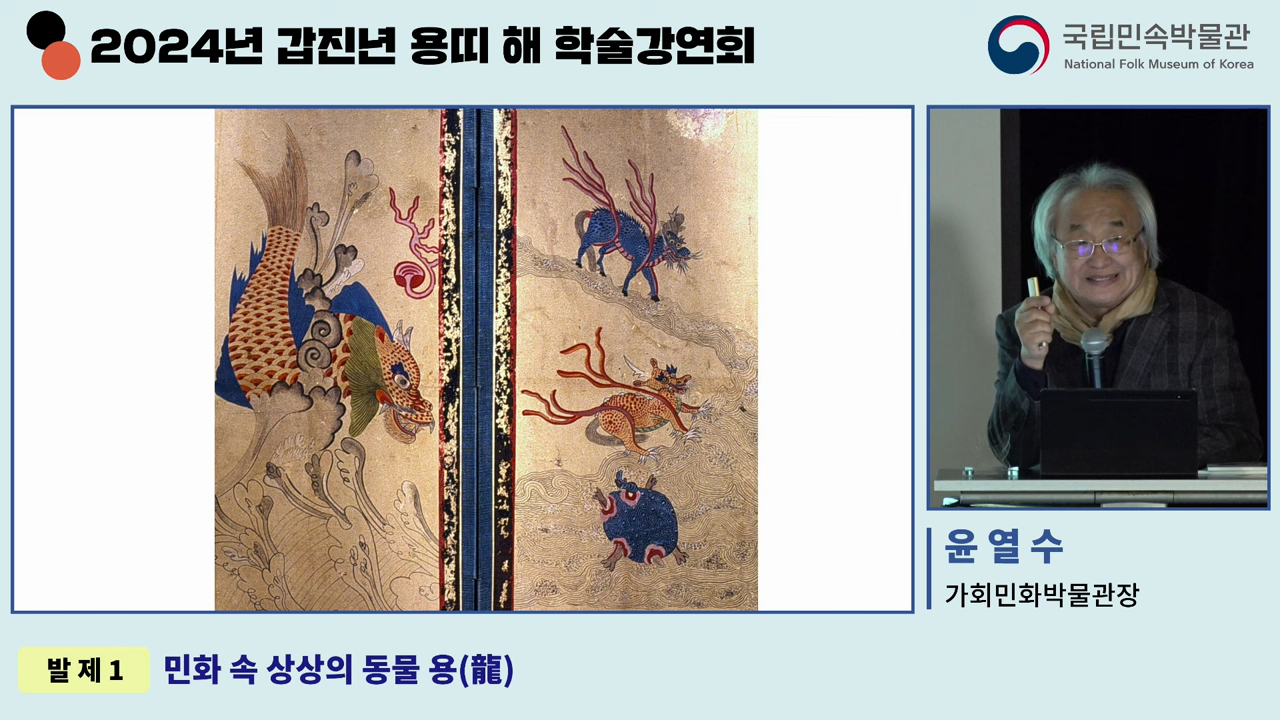 2024년 갑진년 용띠 해 학술강연회
국립민속박물관
National Folk Museum of Korea
윤열수
가회민화박물관장
발제1 민화 속 상상의 동물 용(龍)